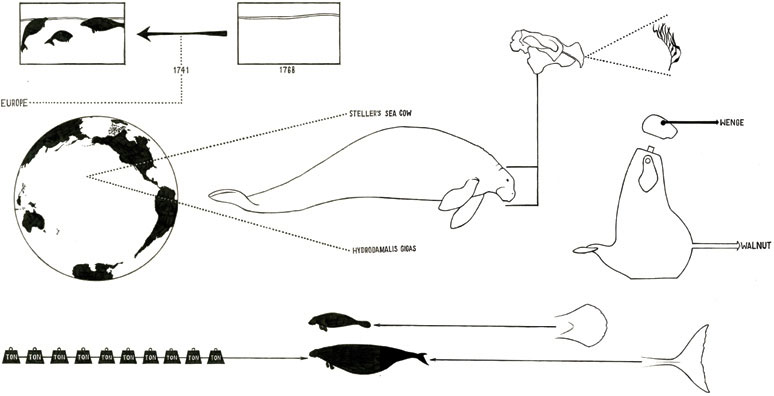 1741
1768
EUROPE
STELLER'S SEA COW
WENGE
WALNUT
HYDRODAMALIS GIGAS
TON TON TON TON TON TON TON TON TON TON